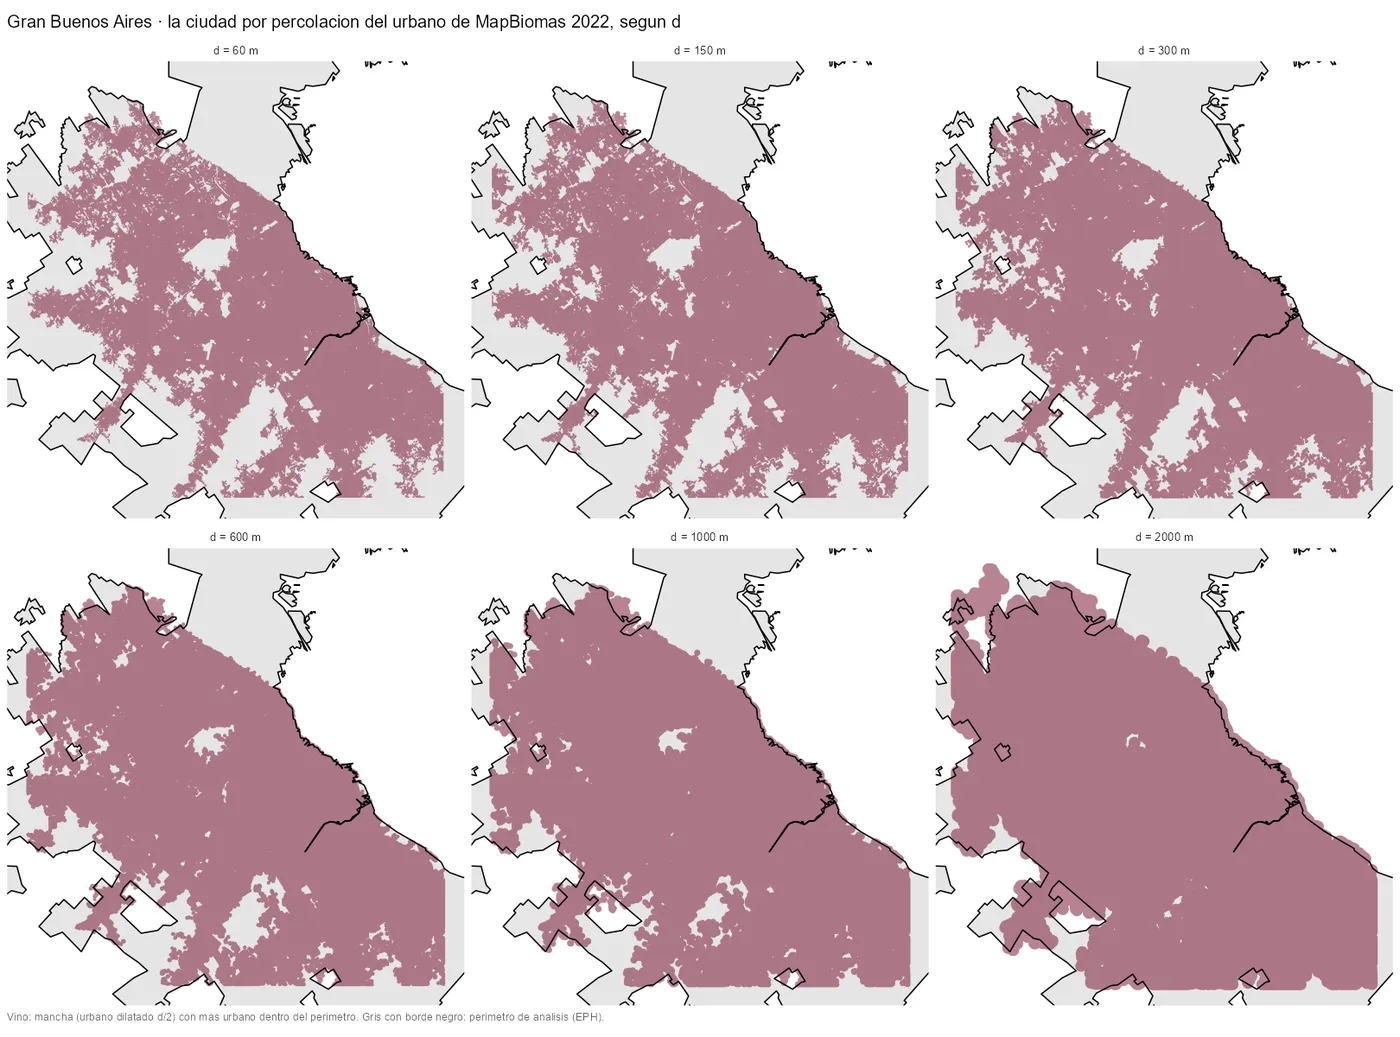 Gran Buenos Aires · la ciudad por percolacion del urbano de MapBiomas 2022, segun d
d = 60 m
d = 150 m
d = 300 m
d = 600 m
d = 1000 m
d = 2000 m
Vino: mancha (urbano dilatado d/2) con mas urbano dentro del perimetro. Gris con borde negro: perimetro de analisis (EPH).